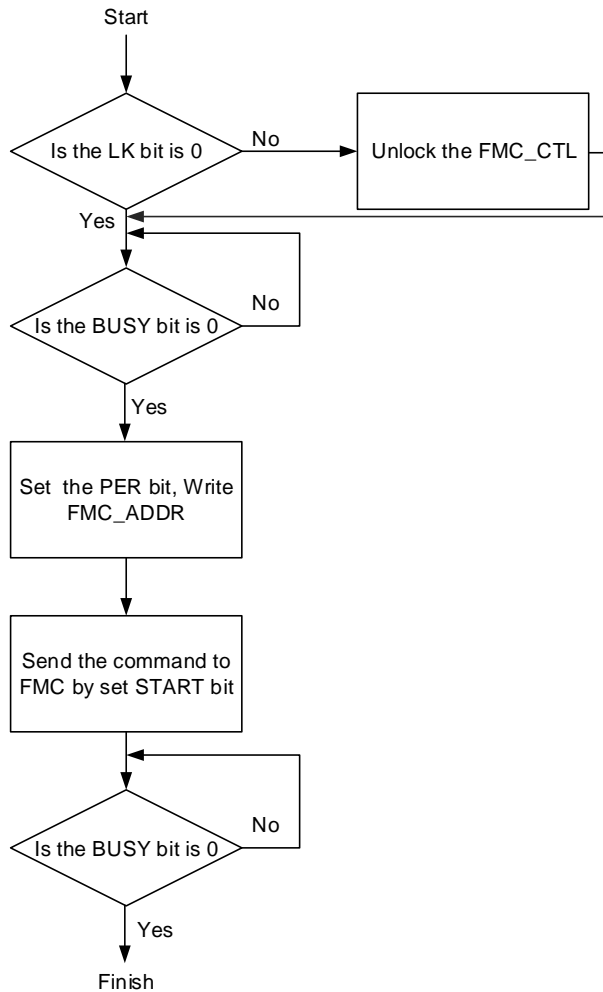 Start
Is the LK bit is 0
No
Unlock the FMC_CTL
Yes
No
Is the BUSY bit is 0
Yes
Set the PER bit, Write
FMC_ADDR
Send the command to
FMC by set START bit
No
Is the BUSY bit is 0
Yes
Finish